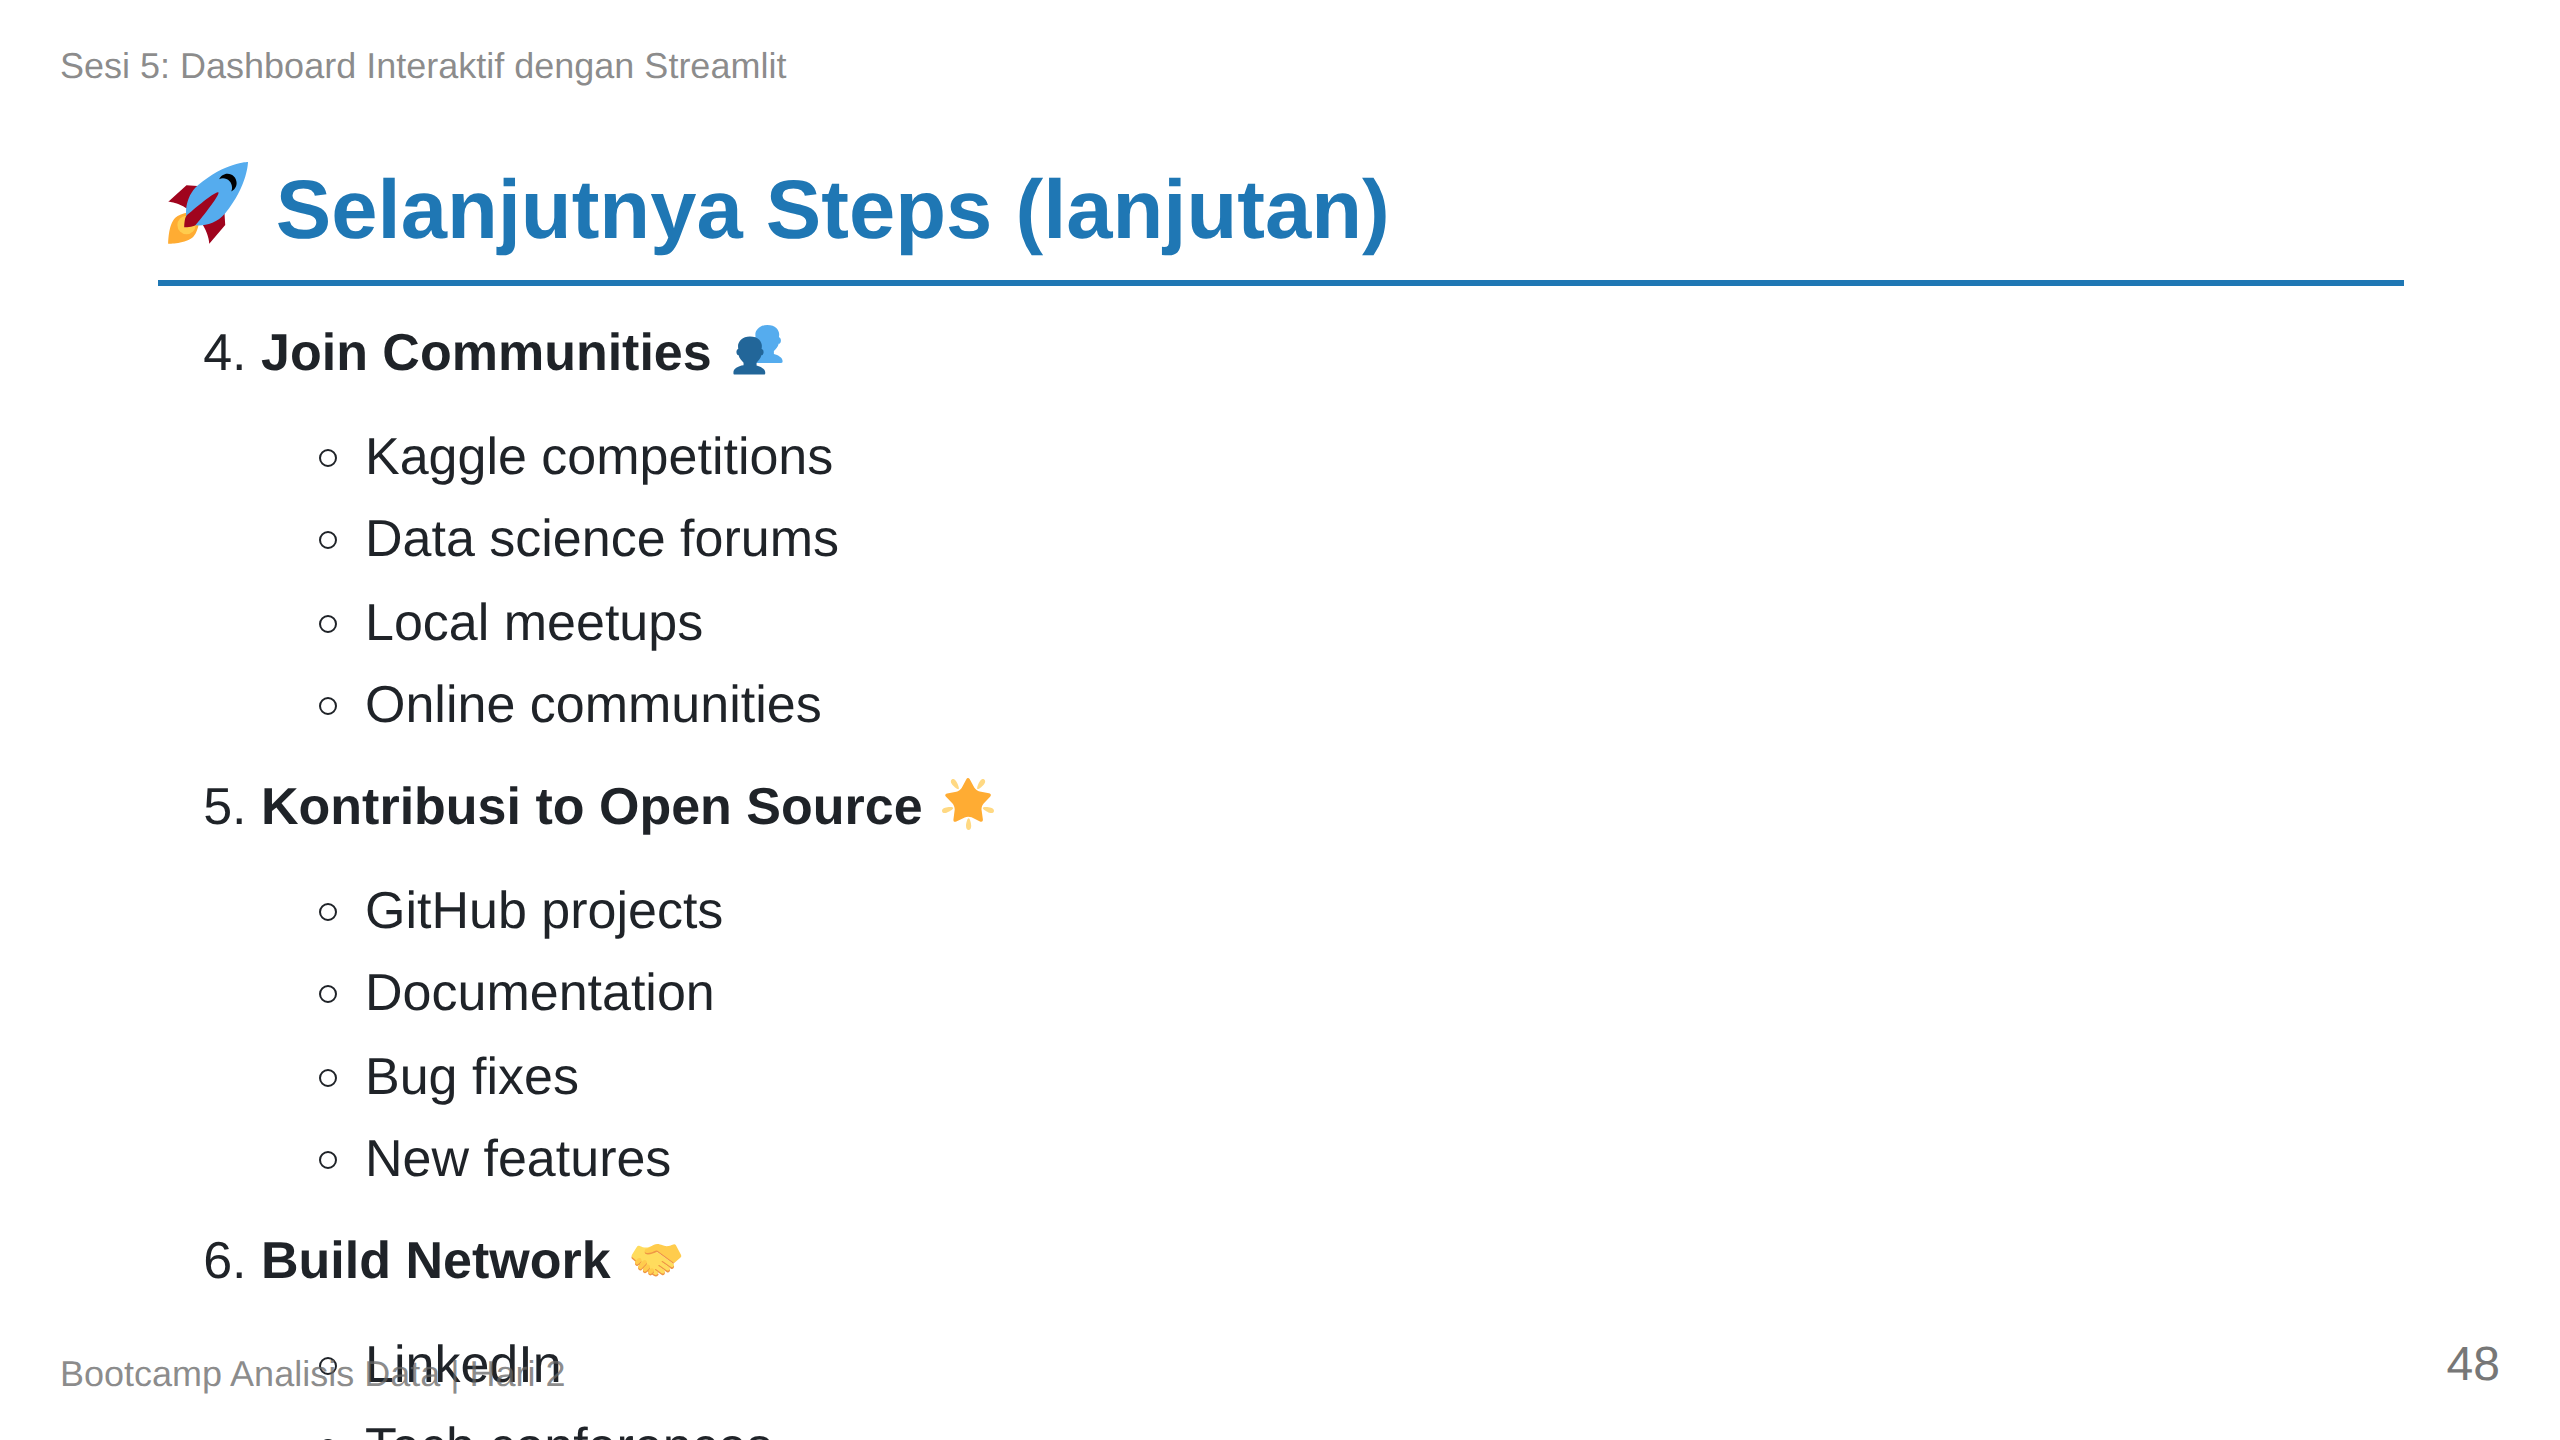 Sesi 5: Dashboard Interaktif dengan Streamlit
🚀 Selanjutnya Steps (lanjutan)
4. Join Communities 👥
○ Kaggle competitions
○ Data science forums
○ Local meetups
○ Online communities
5. Kontribusi to Open Source 🌟
○ GitHub projects
○ Documentation
○ Bug fixes
○ New features
6. Build Network 🤝
○ LinkedIn
Bootcamp Analisis Data | Hari 2
48
○ Tech conferences